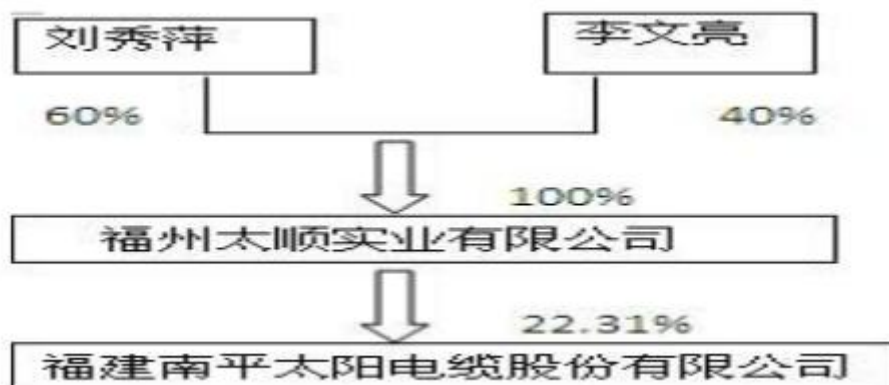 刘秀萍
李文亮
60%
40%
100%
福州太顺实业有限公司
22.31%
福建南平太阳电缆股份有限公司